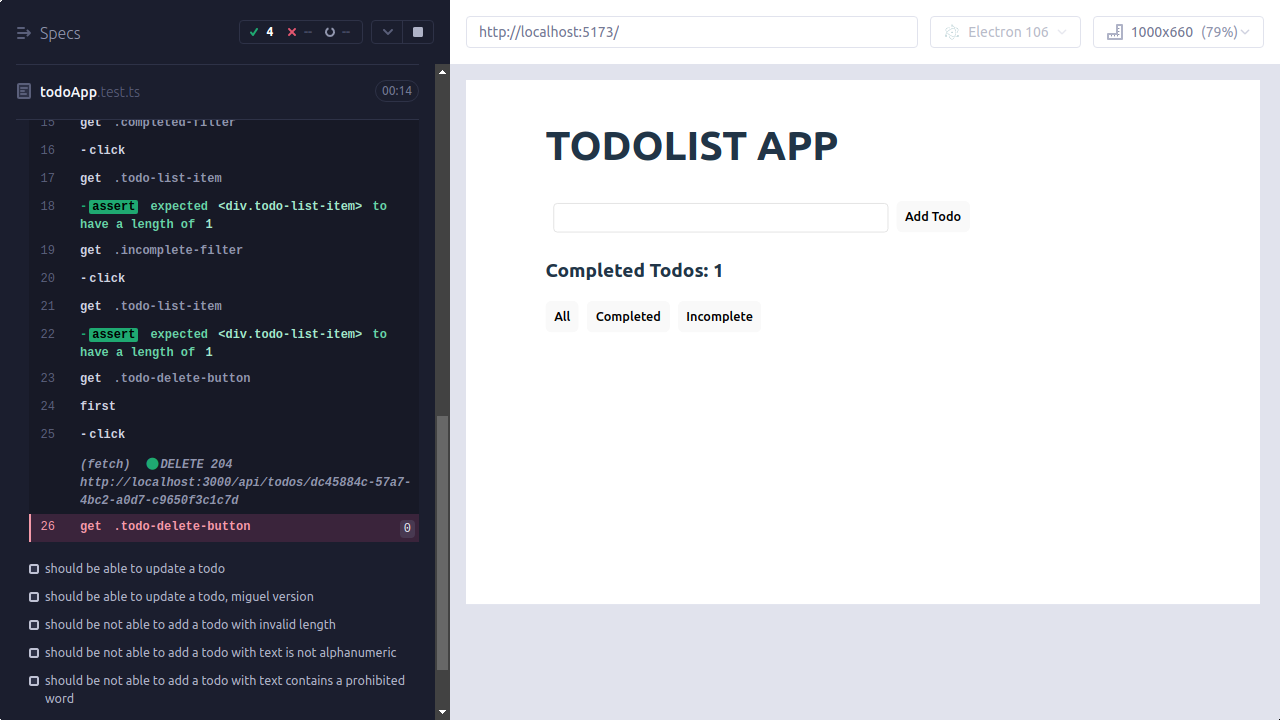 Specs
4
--
--
todoApp.test.ts
00:14
15 get .completed-filter
16 -click
17 get .todo-list-item
18 -assert expected <div.todo-list-item> to
have a length of 1
19 get .incomplete-filter
20 -click
21 get .todo-list-item
22 -assert expected <div.todo-list-item> to
have a length of 1
23 get .todo-delete-button
24 first
25 -click
(fetch) DELETE 204
http://localhost:3000/api/todos/dc45884c-57a7-
4bc2-a0d7-c9650f3c1c7d
26 get .todo-delete-button 0
should be able to update a todo
should be able to update a todo, miguel version
should be not able to add a todo with invalid length
should be not able to add a todo with text is not alphanumeric
should be not able to add a todo with text contains a prohibited
word
http://localhost:5173/
Electron 106
1000x660 (79%)
TODOLIST APP
Add Todo
Completed Todos: 1
All
Completed
Incomplete